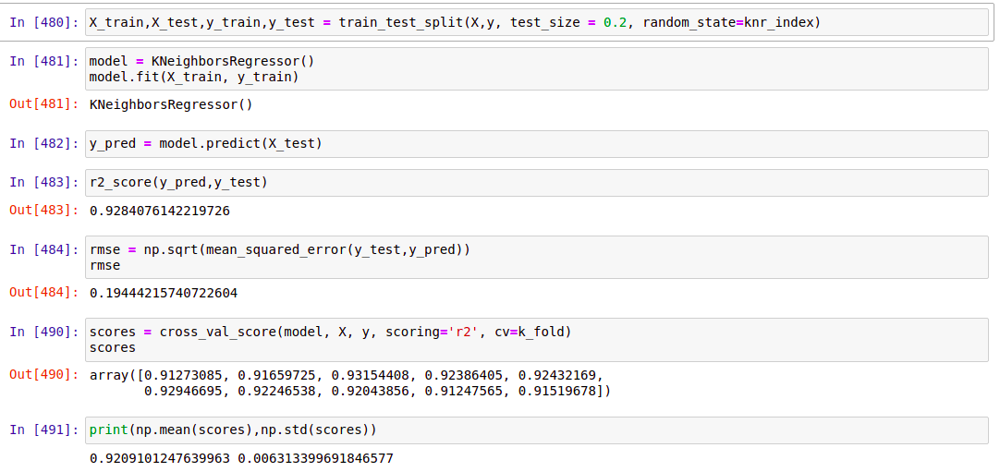 In [480]: X_train,X_test,y_train,y_test = train_test_split(X,y, test_size = 0.2, random_state=knr_index)
In [481]: model = KNeighborsRegressor()
model.fit(X_train, y_train)
Out[481]: KNeighborsRegressor()
In [482]: y_pred = model.predict(X_test)
In [483]: r2_score(y_pred,y_test)
Out[483]: 0.9284076142219726
In [484]: rmse = np.sqrt(mean_squared_error(y_test,y_pred))
rmse
Out[484]: 0.19444215740722604
In [490]: scores = cross_val_score(model, X, y, scoring='r2', cv=k_fold)
scores
Out[490]: array([0.91273085, 0.91659725, 0.93154408, 0.92386405, 0.92432169,
0.92946695, 0.92246538, 0.92043856, 0.91247565, 0.91519678])
In [491]: print(np.mean(scores),np.std(scores))
0.9209101247639963 0.006313399691846577